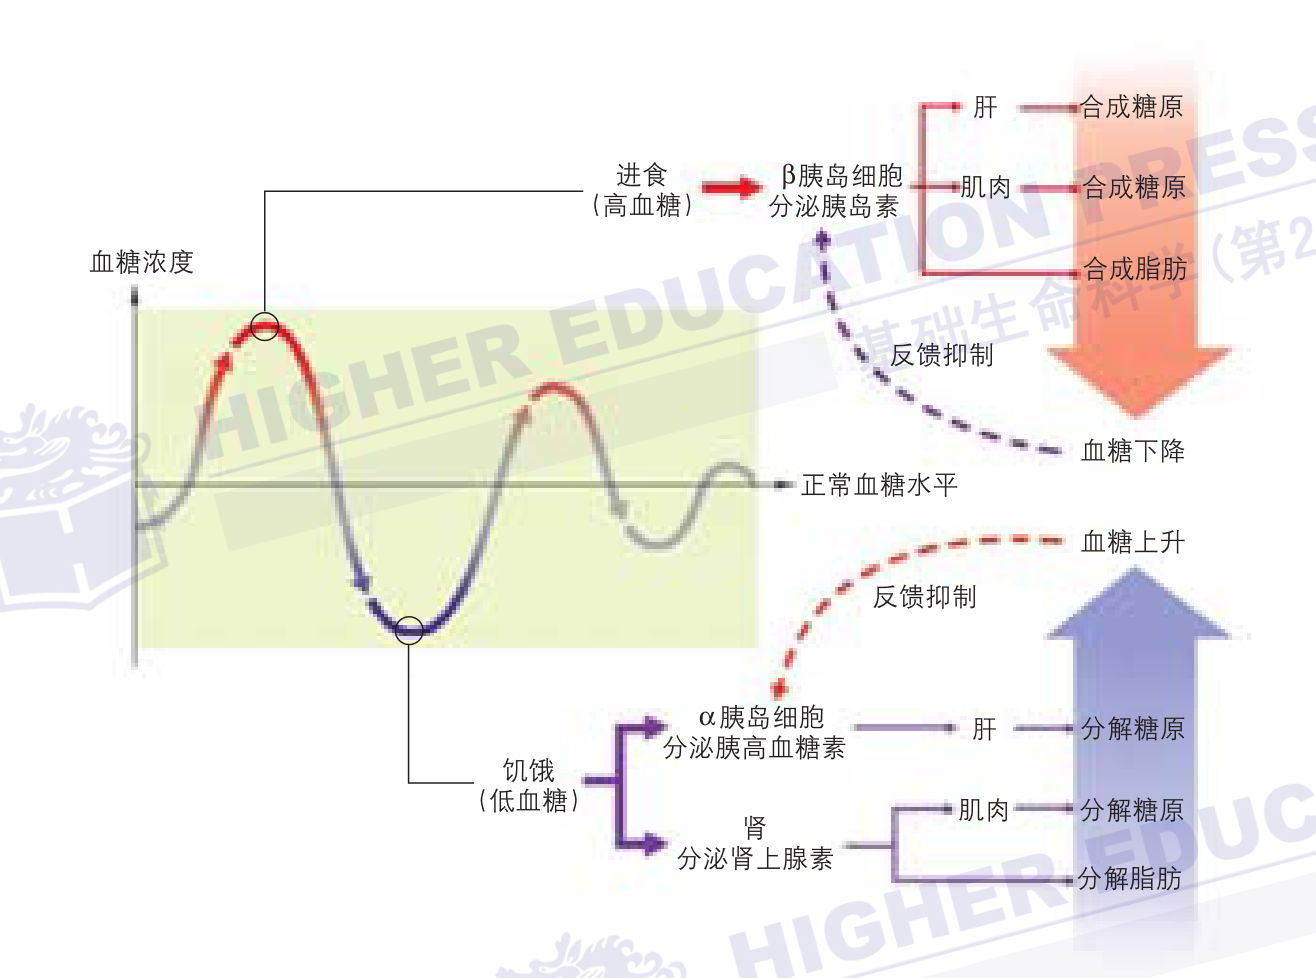 肝
合成糖原
进食
(高血糖)
β胰岛细胞
分泌胰岛素
肌肉
合成糖原
血糖浓度
合成脂肪
反馈抑制
血糖下降
正常血糖水平
血糖上升
反馈抑制
α胰岛细胞
分泌胰高血糖素
肝
分解糖原
饥饿
(低血糖)
肌肉
分解糖原
肾
分泌肾上腺素
分解脂肪
HIGHER EDUCATION PRESS
基础生命科学(第2
HIGHER EDUC